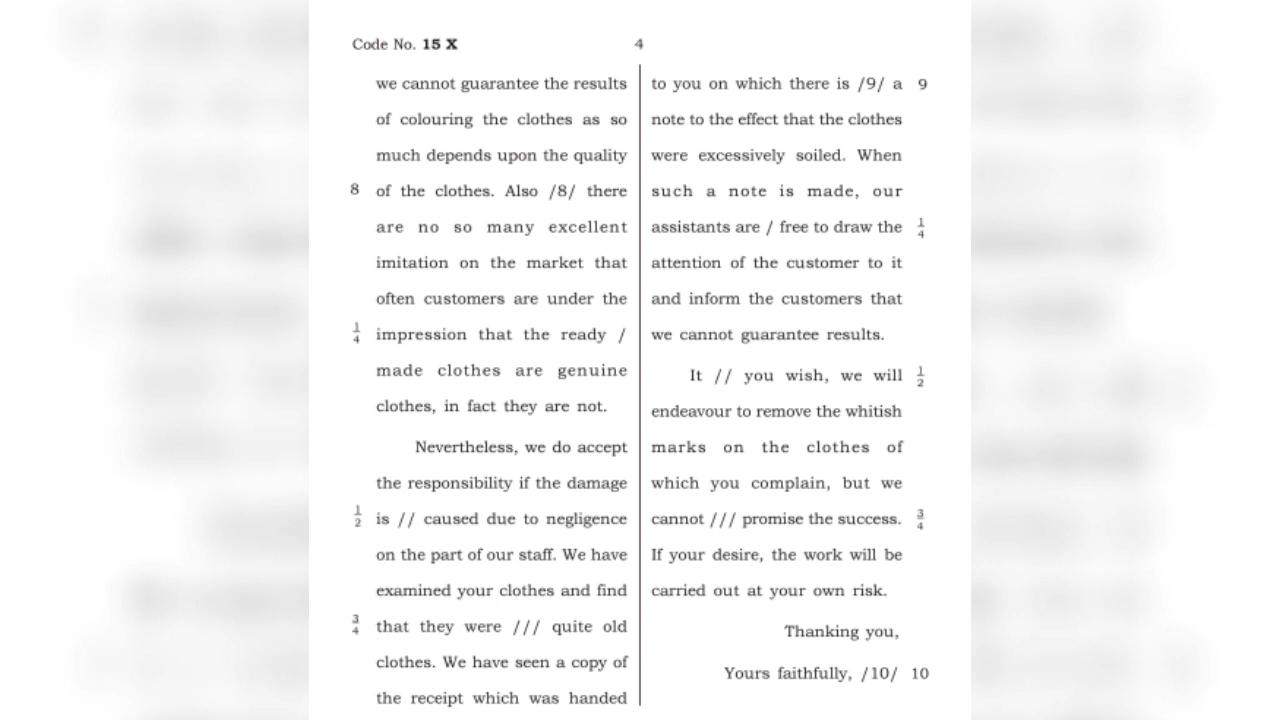 Code No. 15 X
4
we cannot guarantee the results
of colouring the clothes as so
much depends upon the quality
8 of the clothes. Also /8/ there
are no so many excellent
imitation on the market that
often customers are under the
1/4 impression that the ready /
made clothes are genuine
clothes, in fact they are not.
Nevertheless, we do accept
the responsibility if the damage
1/2 is // caused due to negligence
on the part of our staff. We have
examined your clothes and find
3/4 that they were /// quite old
clothes. We have seen a copy of
the receipt which was handed
to you on which there is /9/ a 9
note to the effect that the clothes
were excessively soiled. When
such a note is made, our
assistants are / free to draw the 1/4
attention of the customer to it
and inform the customers that
we cannot guarantee results.
It // you wish, we will 1/2
endeavour to remove the whitish
marks on the clothes of
which you complain, but we
cannot /// promise the success. 3/4
If your desire, the work will be
carried out at your own risk.
Thanking you,
Yours faithfully, /10/ 10